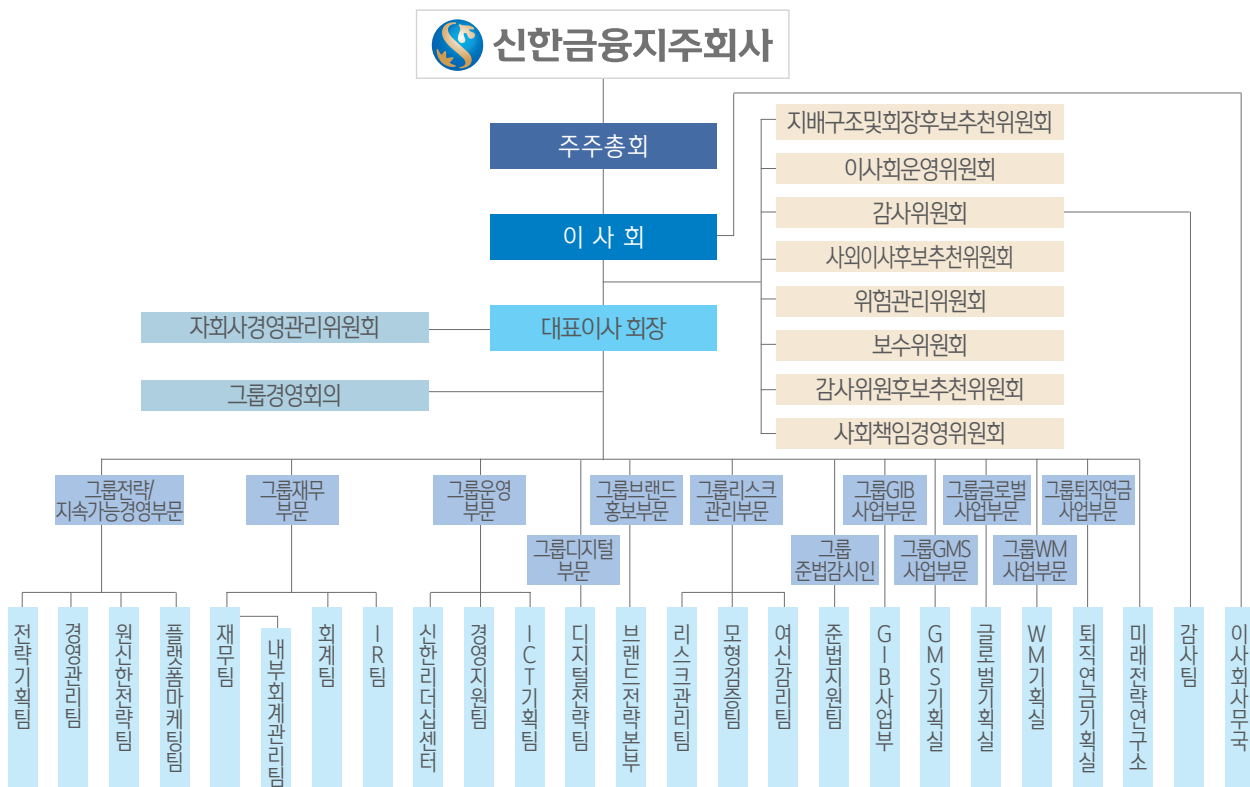 신한금융지주회사
주주총회
이 사 회
대표이사 회장
자회사경영관리위원회
그룹경영회의
지배구조및회장후보추천위원회
이사회운영위원회
감사위원회
사외이사후보추천위원회
위험관리위원회
보수위원회
감사위원후보추천위원회
사회책임경영위원회
그룹전략/
지속가능경영부문
그룹재무
부문
그룹운영
부문
그룹디지털
부문
그룹브랜드
홍보부문
그룹리스크
관리부문
그룹
준법감시인
그룹GIB
사업부문
그룹GMS
사업부문
그룹글로벌
사업부문
그룹WM
사업부문
그룹퇴직연금
사업부문
전략기획팀
경영관리팀
원신한전략팀
플랫폼마케팅팀
재무팀
내부회계관리팀
회계팀
IR팀
신한리더십센터
경영지원팀
ICT기획팀
디지털전략팀
브랜드전략본부
리스크관리팀
모형검증팀
여신감리팀
준법지원팀
GIB사업부
GMS기획실
글로벌기획실
WM기획실
퇴직연금기획실
미래전략연구소
감사팀
이사회사무국